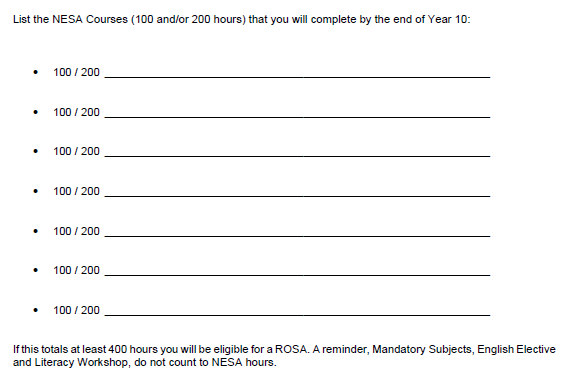 List the NESA Courses (100 and/or 200 hours) that you will complete by the end of Year 10:
• 100 / 200
• 100 / 200
• 100 / 200
• 100 / 200
• 100 / 200
• 100 / 200
• 100 / 200
If this totals at least 400 hours you will be eligible for a ROSA. A reminder, Mandatory Subjects, English Elective
and Literacy Workshop, do not count to NESA hours.